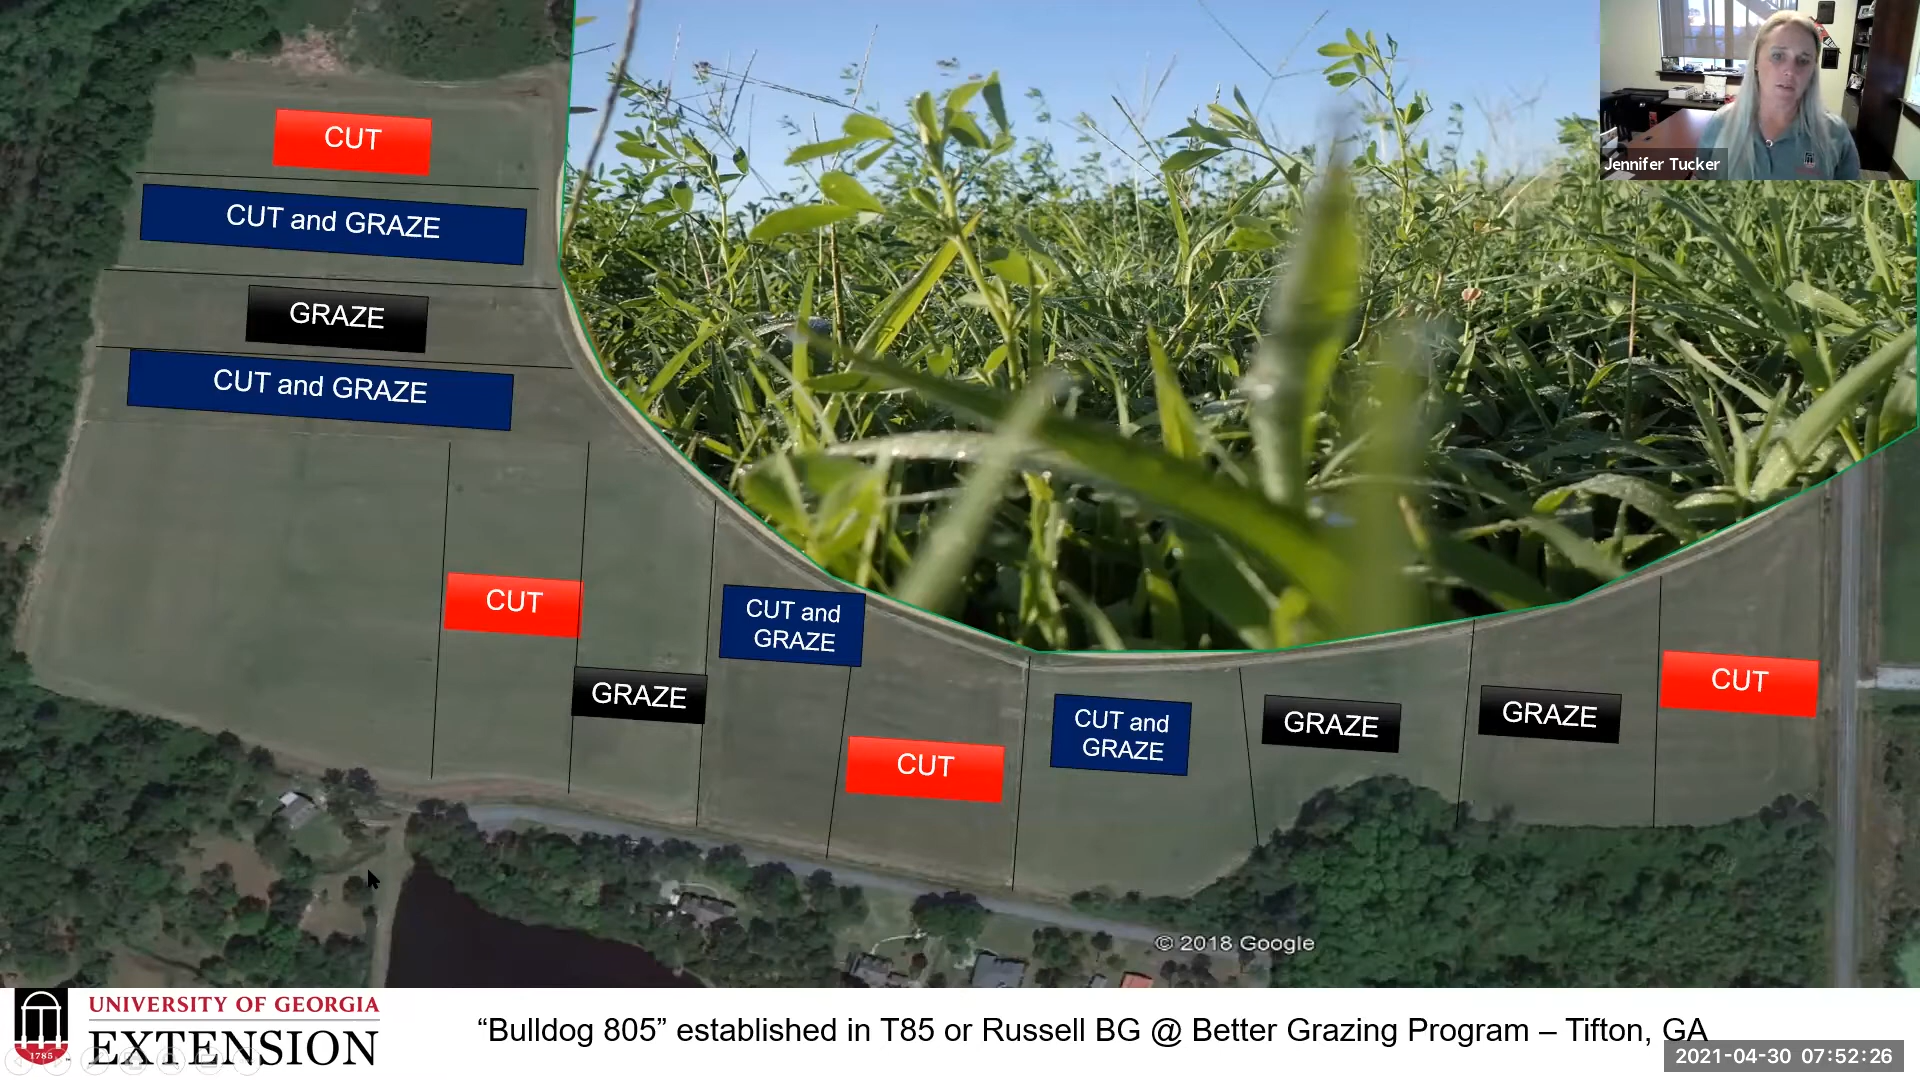 Jennifer Tucker
CUT
CUT and GRAZE
GRAZE
CUT and GRAZE
CUT
GRAZE
CUT and
GRAZE
CUT
CUT and
GRAZE
GRAZE
GRAZE
CUT
© 2018 Google
1785
UNIVERSITY OF GEORGIA
EXTENSION
“Bulldog 805” established in T85 or Russell BG @ Better Grazing Program – Tifton, GA
2021-04-30 07:52:26